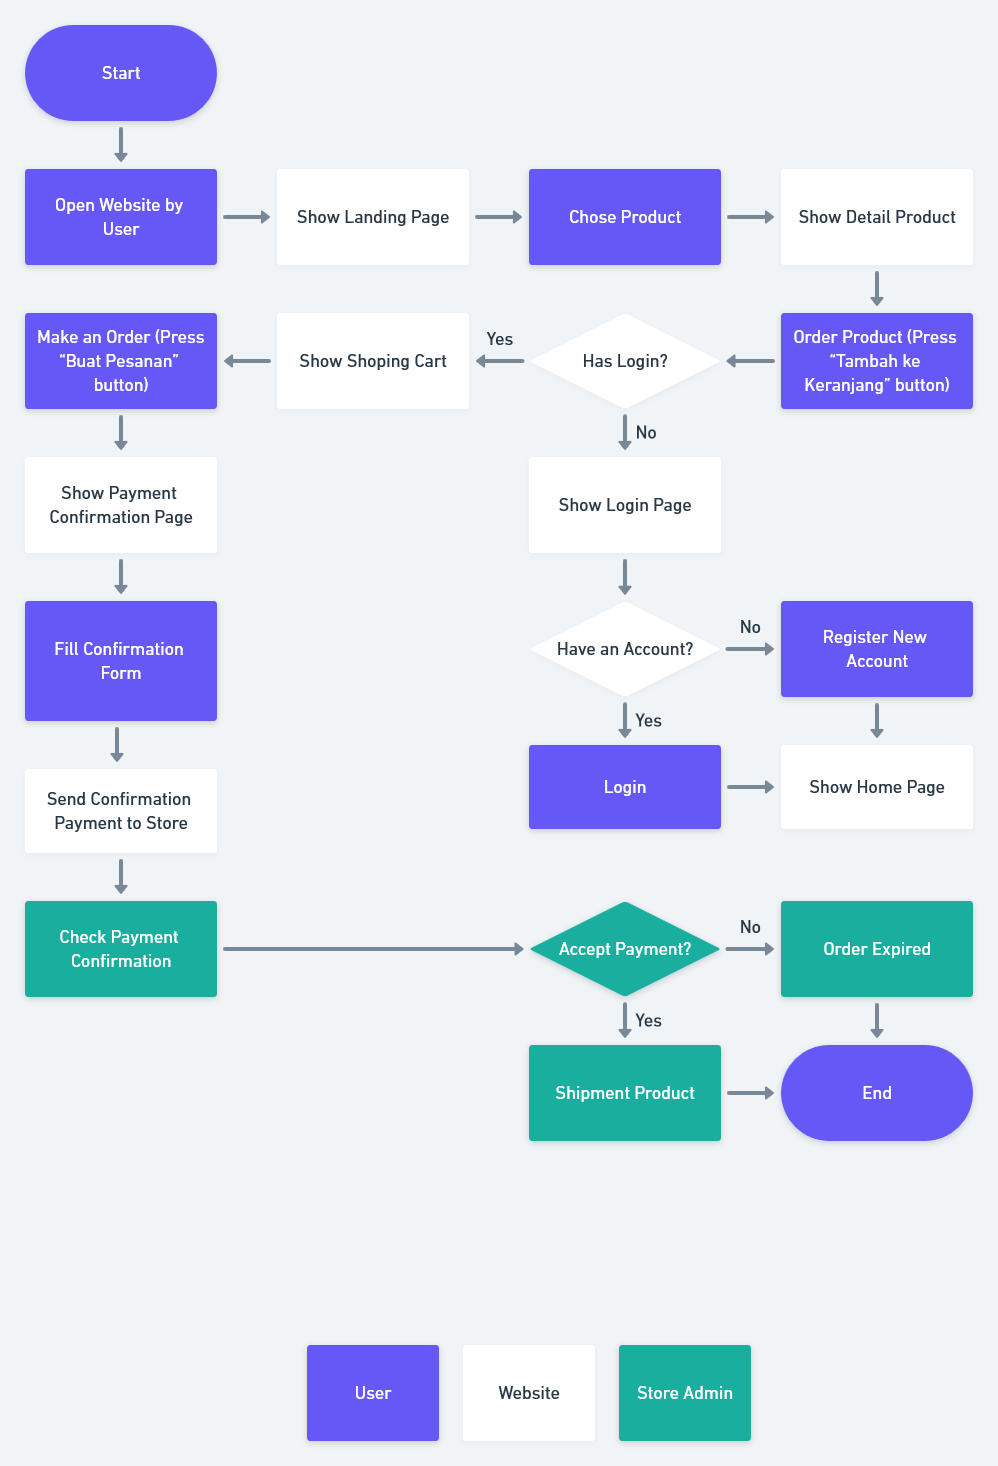 Start
Open Website by
User
Show Landing Page
Chose Product
Show Detail Product
Make an Order (Press
“Buat Pesanan”
button)
Show Shoping Cart
Yes
Has Login?
Order Product (Press
“Tambah ke
Keranjang” button)
No
Show Payment
Confirmation Page
Show Login Page
Fill Confirmation
Form
Have an Account?
No
Register New
Account
Yes
Send Confirmation
Payment to Store
Login
Show Home Page
Check Payment
Confirmation
Accept Payment?
No
Order Expired
Yes
Shipment Product
End
User
Website
Store Admin